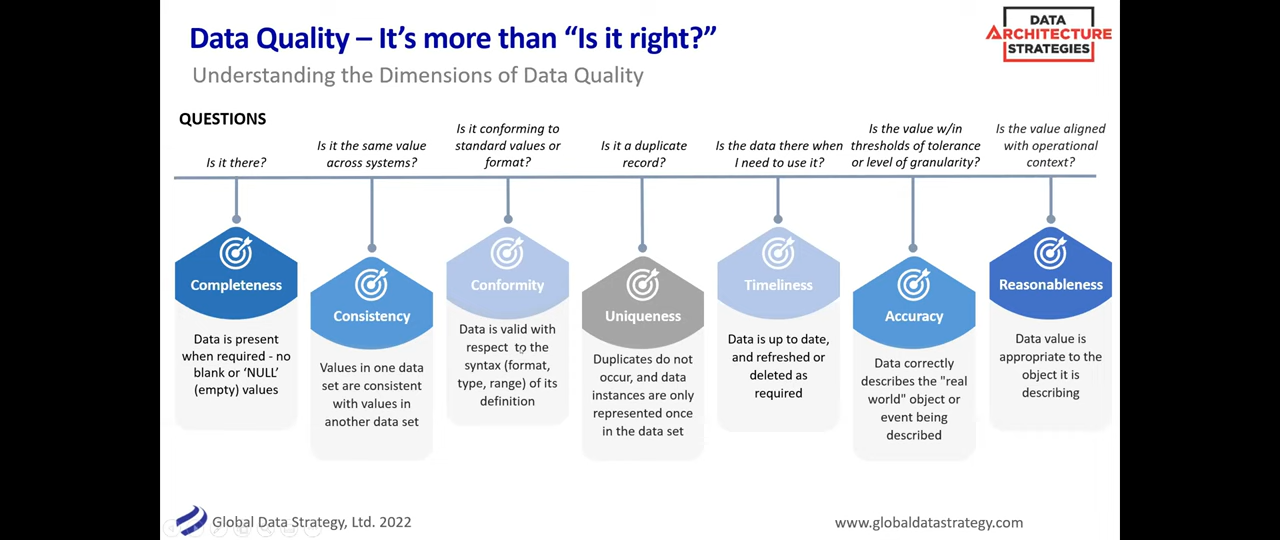 Data Quality – It's more than "Is it right?"
Understanding the Dimensions of Data Quality
DATA
ARCHITECTURE
STRATEGIES
QUESTIONS
Is it there?
Is it the same value
across systems?
Is it conforming to
standard values or
format?
Is it a duplicate
record?
Is the data there when
I need to use it?
Is the value w/in
thresholds of tolerance
or level of granularity?
Is the value aligned
with operational
context?
Completeness
Data is present
when required - no
blank or 'NULL'
(empty) values
Consistency
Values in one data
set are consistent
with values in
another data set
Conformity
Data is valid with
respect to the
syntax (format,
type, range) of its
definition
Uniqueness
Duplicates do not
occur, and data
instances are only
represented once
in the data set
Timeliness
Data is up to date,
and refreshed or
deleted as
required
Accuracy
Data correctly
describes the "real
world" object or
event being
described
Reasonableness
Data value is
appropriate to the
object it is
describing
Global Data Strategy, Ltd. 2022
www.globaldatastrategy.com